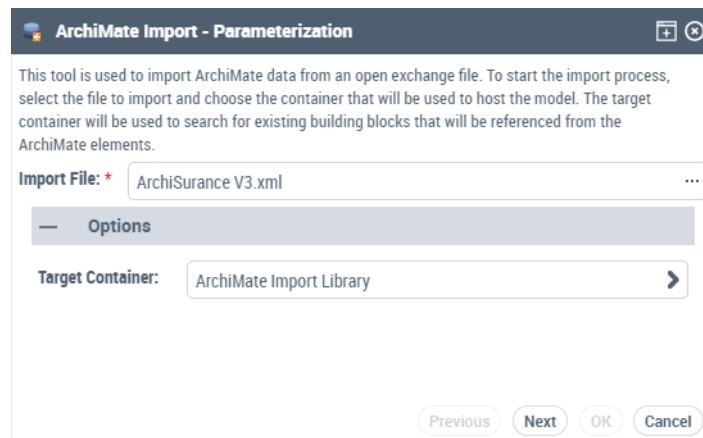 ArchiMate Import - Parameterization
This tool is used to import ArchiMate data from an open exchange file. To start the import process,
select the file to import and choose the container that will be used to host the model. The target
container will be used to search for existing building blocks that will be referenced from the
ArchiMate elements.
Import File: * ArchiSurance V3.xml ...
Options
Target Container: ArchiMate Import Library
Previous Next OK Cancel